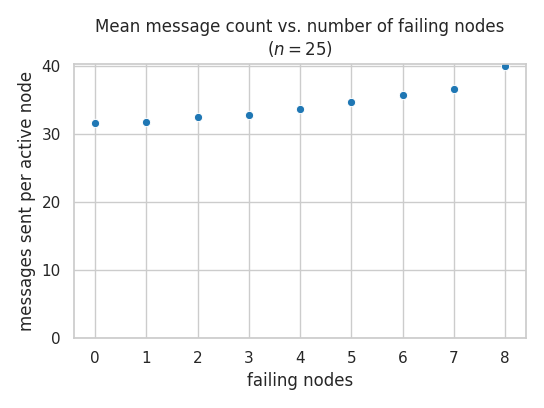 Mean message count vs. number of failing nodes
(n = 25)
messages sent per active node
40
30
20
10
0
0 1 2 3 4 5 6 7 8
failing nodes